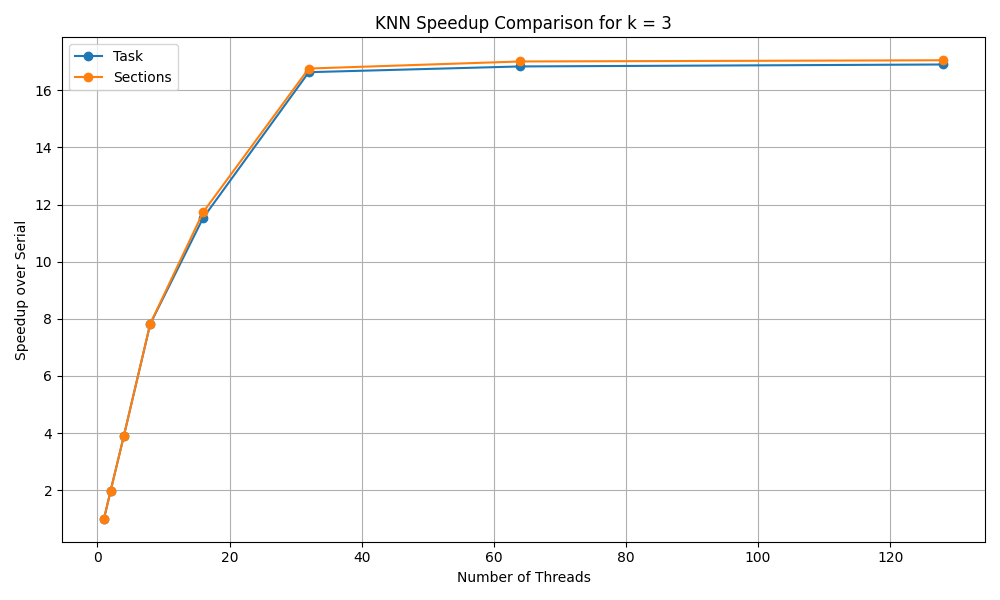 KNN Speedup Comparison for k = 3
Task
Sections
Speedup over Serial
16
14
12
10
8
6
4
2
0 20 40 60 80 100 120
Number of Threads